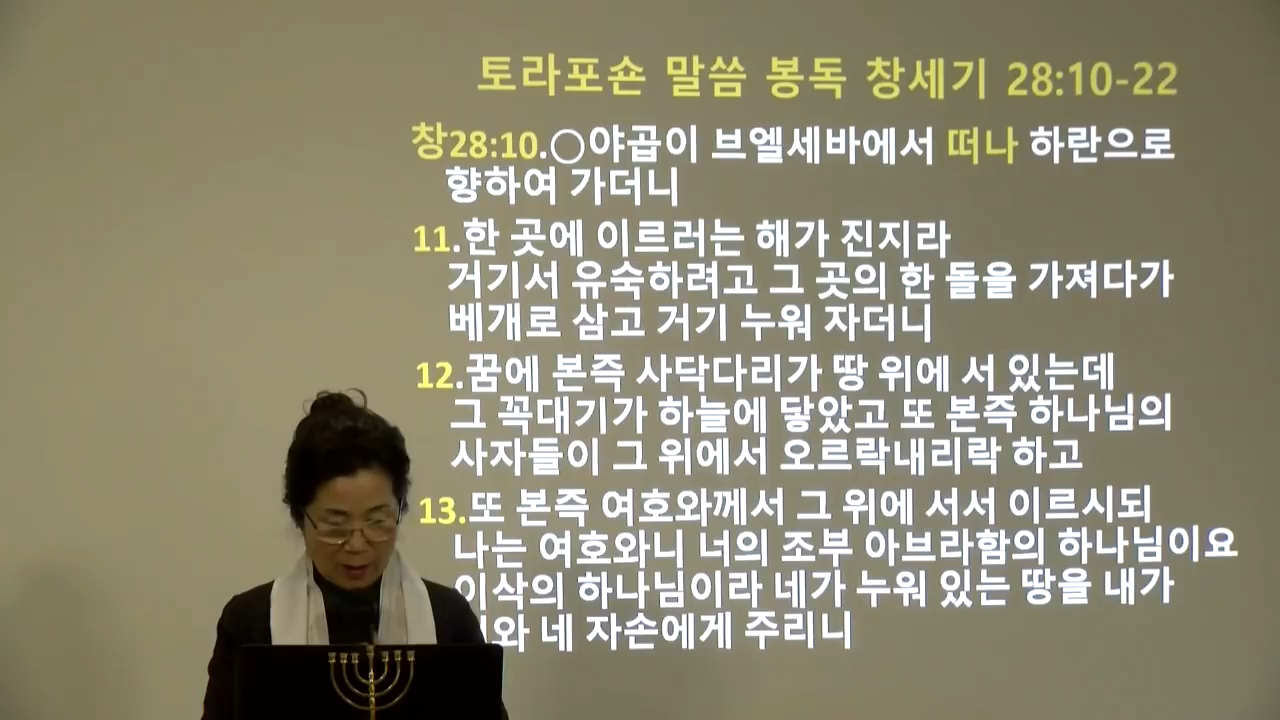 토라포숀 말씀 봉독 창세기 28:10-22
창28:10.○야곱이 브엘세바에서 떠나 하란으로
향하여 가더니
11.한 곳에 이르러는 해가 진지라
거기서 유숙하려고 그 곳의 한 돌을 가져다가
베개로 삼고 거기 누워 자더니
12.꿈에 본즉 사닥다리가 땅 위에 서 있는데
그 꼭대기가 하늘에 닿았고 또 본즉 하나님의
사자들이 그 위에서 오르락내리락 하고
13.또 본즉 여호와께서 그 위에 서서 이르시되
나는 여호와니 너의 조부 아브라함의 하나님이요
이삭의 하나님이라 네가 누워 있는 땅을 내가
네 자손에게 주리니